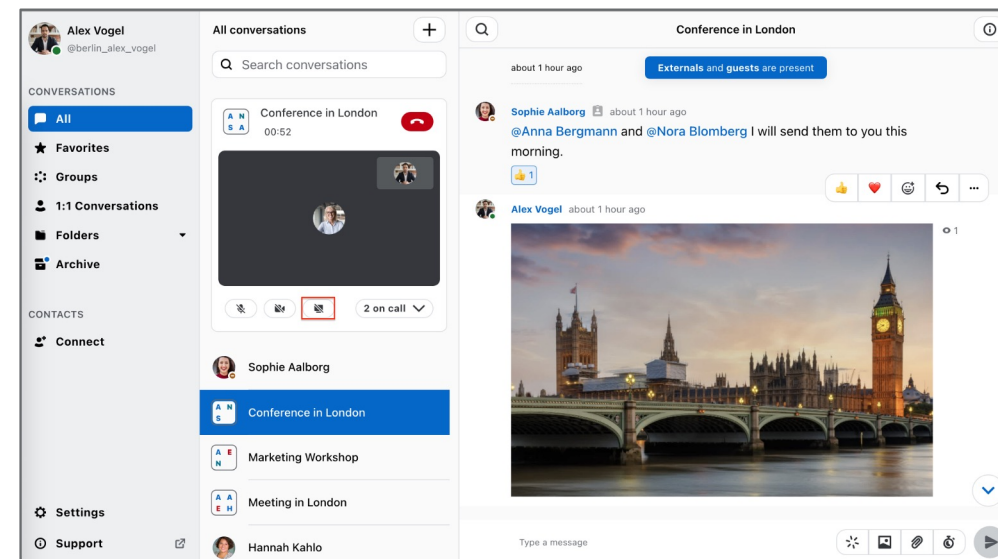 Alex Vogel
@berlin_alex_vogel
CONVERSATIONS
All
Favorites
Groups
1:1 Conversations
Folders
Archive
CONTACTS
Connect
Settings
Support
All conversations
Search conversations
A N
S A
Conference in London
00:52
2 on call
Sophie Aalborg
A N
S
Conference in London
A E
N
Marketing Workshop
A A
E H
Meeting in London
Hannah Kahlo
Conference in London
about 1 hour ago
Externals and guests are present
Sophie Aalborg about 1 hour ago
@Anna Bergmann and @Nora Blomberg I will send them to you this
morning.
1
Alex Vogel about 1 hour ago
1
Type a message